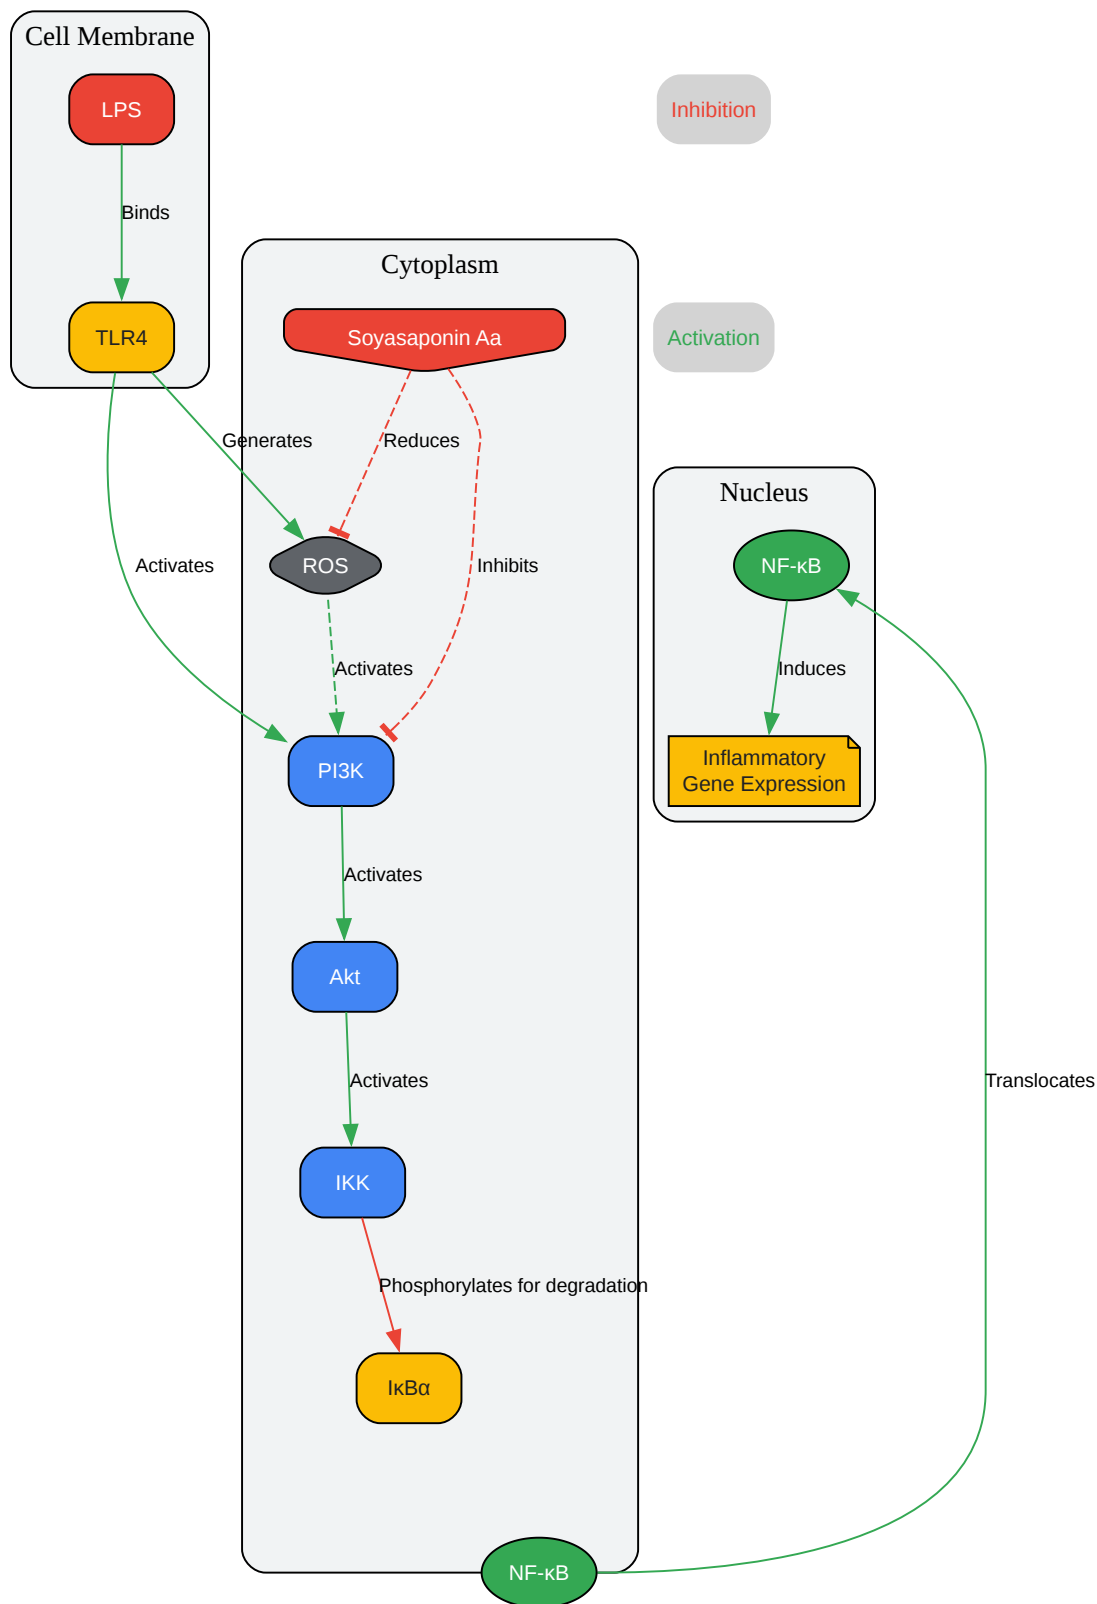 Cell Membrane
LPS
Inhibition
Binds
Cytoplasm
TLR4
Soyasaponin Aa
Activation
Generates
Reduces
Nucleus
Activates
ROS
Inhibits
NF-κB
Activates
Induces
PI3K
Inflammatory
Gene Expression
Activates
Akt
Activates
Translocates
IKK
Phosphorylates for degradation
IκBα
NF-κB